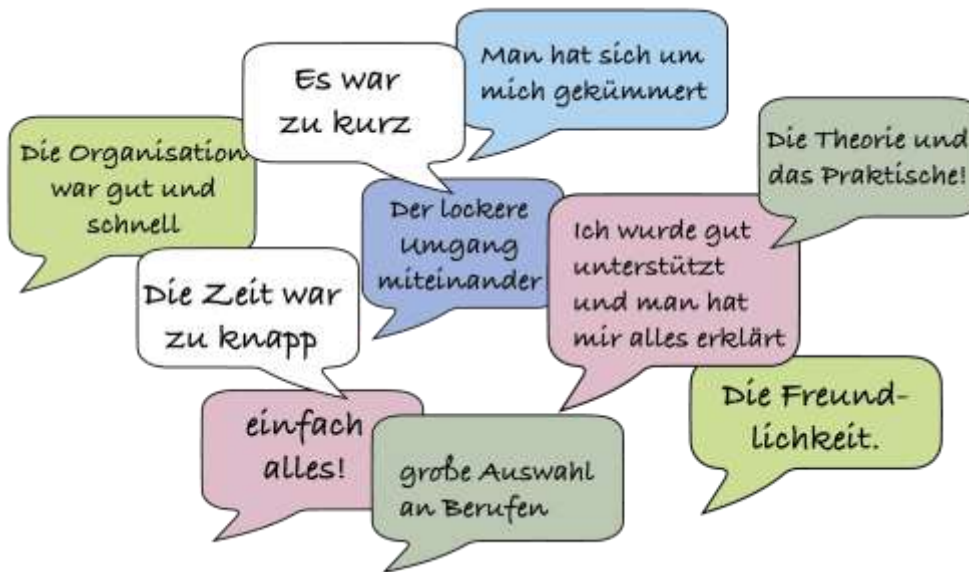 Es war
zu kurz
Man hat sich um
mich gekümmert
Die Organisation
war gut und
schnell
Die Theorie und
das Praktische!
Der lockere
Umgang
miteinander
Ich wurde gut
unterstützt
und man hat
mir alles erklärt
Die Zeit war
zu knapp
einfach
alles!
große Auswahl
an Berufen
Die Freund-
lichkeit.